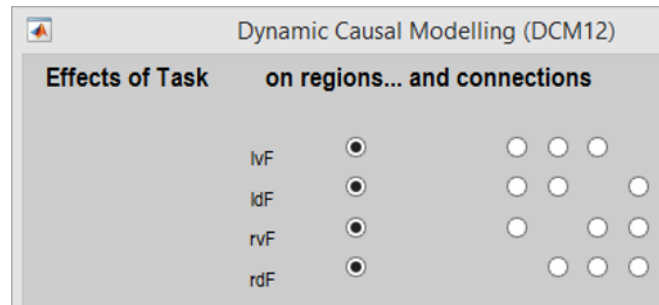 Dynamic Causal Modelling (DCM12)
Effects of Task on regions... and connections
lvF
ldF
rvF
rdF